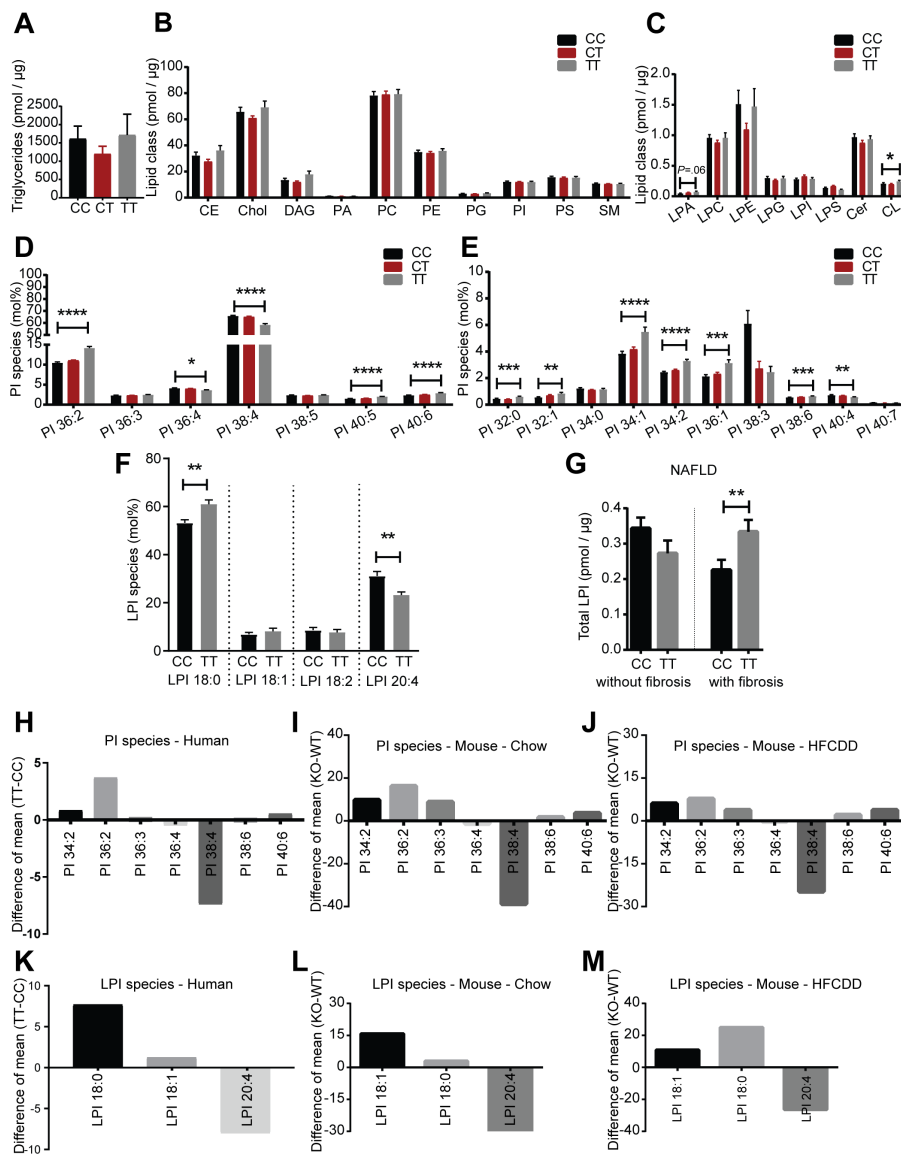 A
Triglycerides (pmol / µg)
2500
2000
1500
1000
500
0
CC CT TT
B
CC
CT
TT
Lipid class (pmol / µg)
100
80
60
40
20
0
CE Chol DAG PA PC PE PG PI PS SM
C
CC
CT
TT
Lipid class (pmol / µg)
2.0
1.5
1.0
0.5
0.0
P=.06
*
LPA LPC LPE LPG LPI LPS Cer CL
D
CC
CT
TT
PI species (mol%)
100
90
80
70
60
50
15
10
5
0
**** * **** **** ****
PI 36:2 PI 36:3 PI 36:4 PI 38:4 PI 38:5 PI 40:5 PI 40:6
E
CC
CT
TT
PI species (mol%)
10
8
6
4
2
0
*** ** **** **** *** *** **
PI 32:0 PI 32:1 PI 34:0 PI 34:1 PI 34:2 PI 36:1 PI 38:3 PI 38:6 PI 40:4 PI 40:7
F
LPI species (mol%)
60
40
20
0
**
**
CC TT CC TT CC TT CC TT
LPI 18:0 LPI 18:1 LPI 18:2 LPI 20:4
G
NAFLD
Total LPI (pmol / µg)
0.4
0.3
0.2
0.1
0.0
**
CC TT CC TT
without fibrosis with fibrosis
H
PI species - Human
Difference of mean (TT-CC)
5
0
-5
-10
PI 34:2 PI 36:2 PI 36:3 PI 36:4 PI 38:4 PI 38:6 PI 40:6
I
PI species - Mouse - Chow
Difference of mean (KO-WT)
40
20
0
-20
-40
PI 34:2 PI 36:2 PI 36:3 PI 36:4 PI 38:4 PI 38:6 PI 40:6
J
PI species - Mouse - HFCDD
Difference of mean (KO-WT)
30
15
0
-15
-30
PI 34:2 PI 36:2 PI 36:3 PI 36:4 PI 38:4 PI 38:6 PI 40:6
K
LPI species - Human
Difference of mean (TT-CC)
10
5
0
-5
-10
LPI 18:0 LPI 18:1 LPI 20:4
L
LPI species - Mouse - Chow
Difference of mean (KO-WT)
30
15
0
-15
-30
LPI 18:1 LPI 18:0 LPI 20:4
M
LPI species - Mouse - HFCDD
Difference of mean (KO-WT)
40
20
0
-20
-40
LPI 18:1 LPI 18:0 LPI 20:4